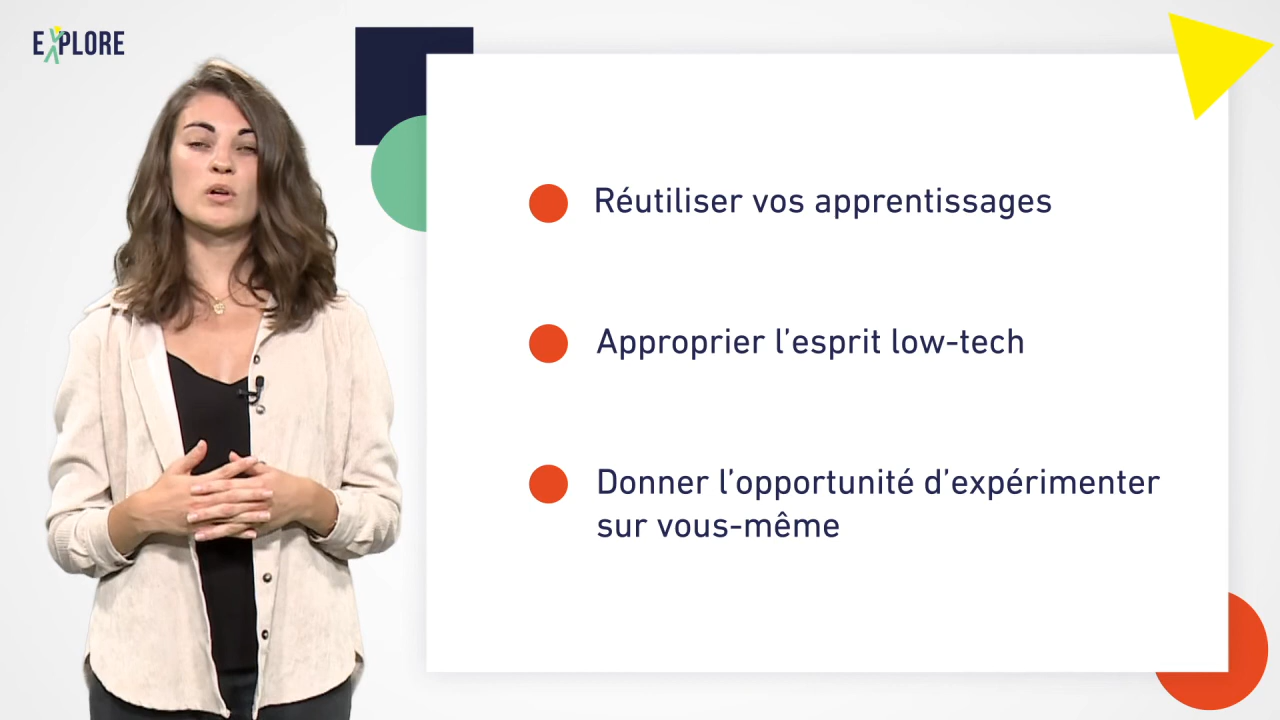 EXPLORE
Réutiliser vos apprentissages
Approprier l'esprit low-tech
Donner l'opportunité d'expérimenter
sur vous-même